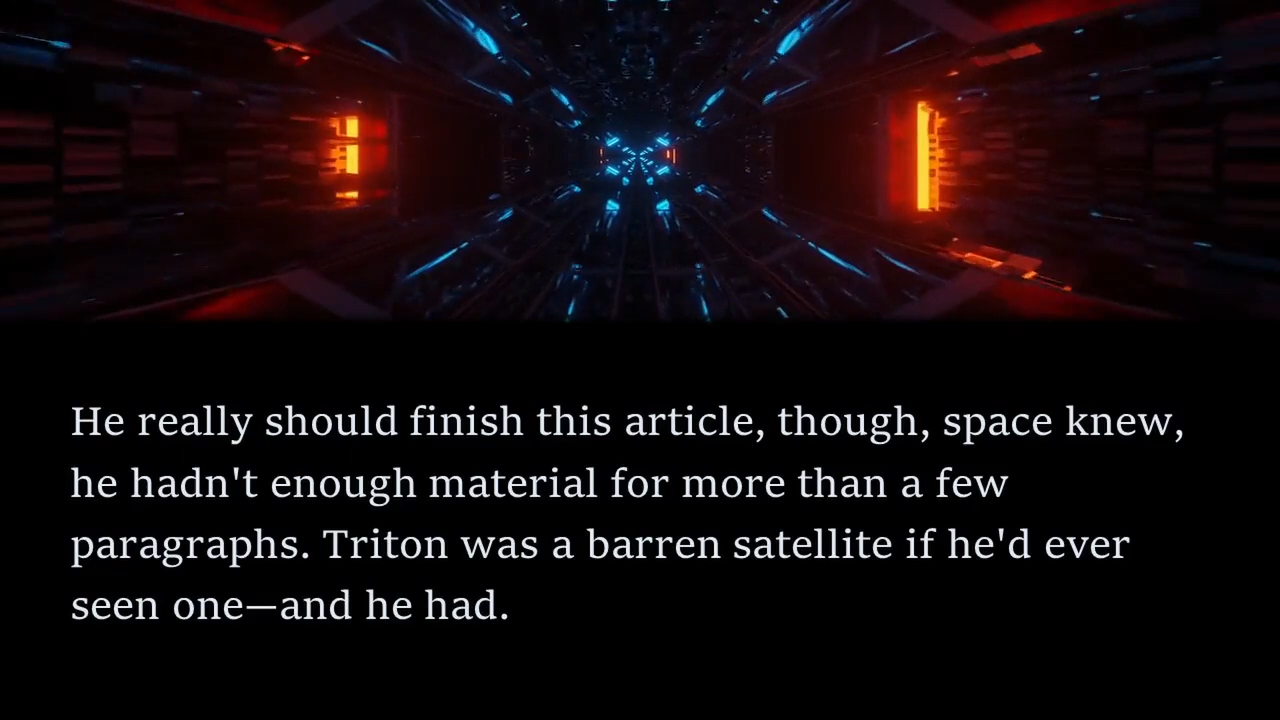 He really should finish this article, though, space knew,
he hadn't enough material for more than a few
paragraphs. Triton was a barren satellite if he'd ever
seen one—and he had.